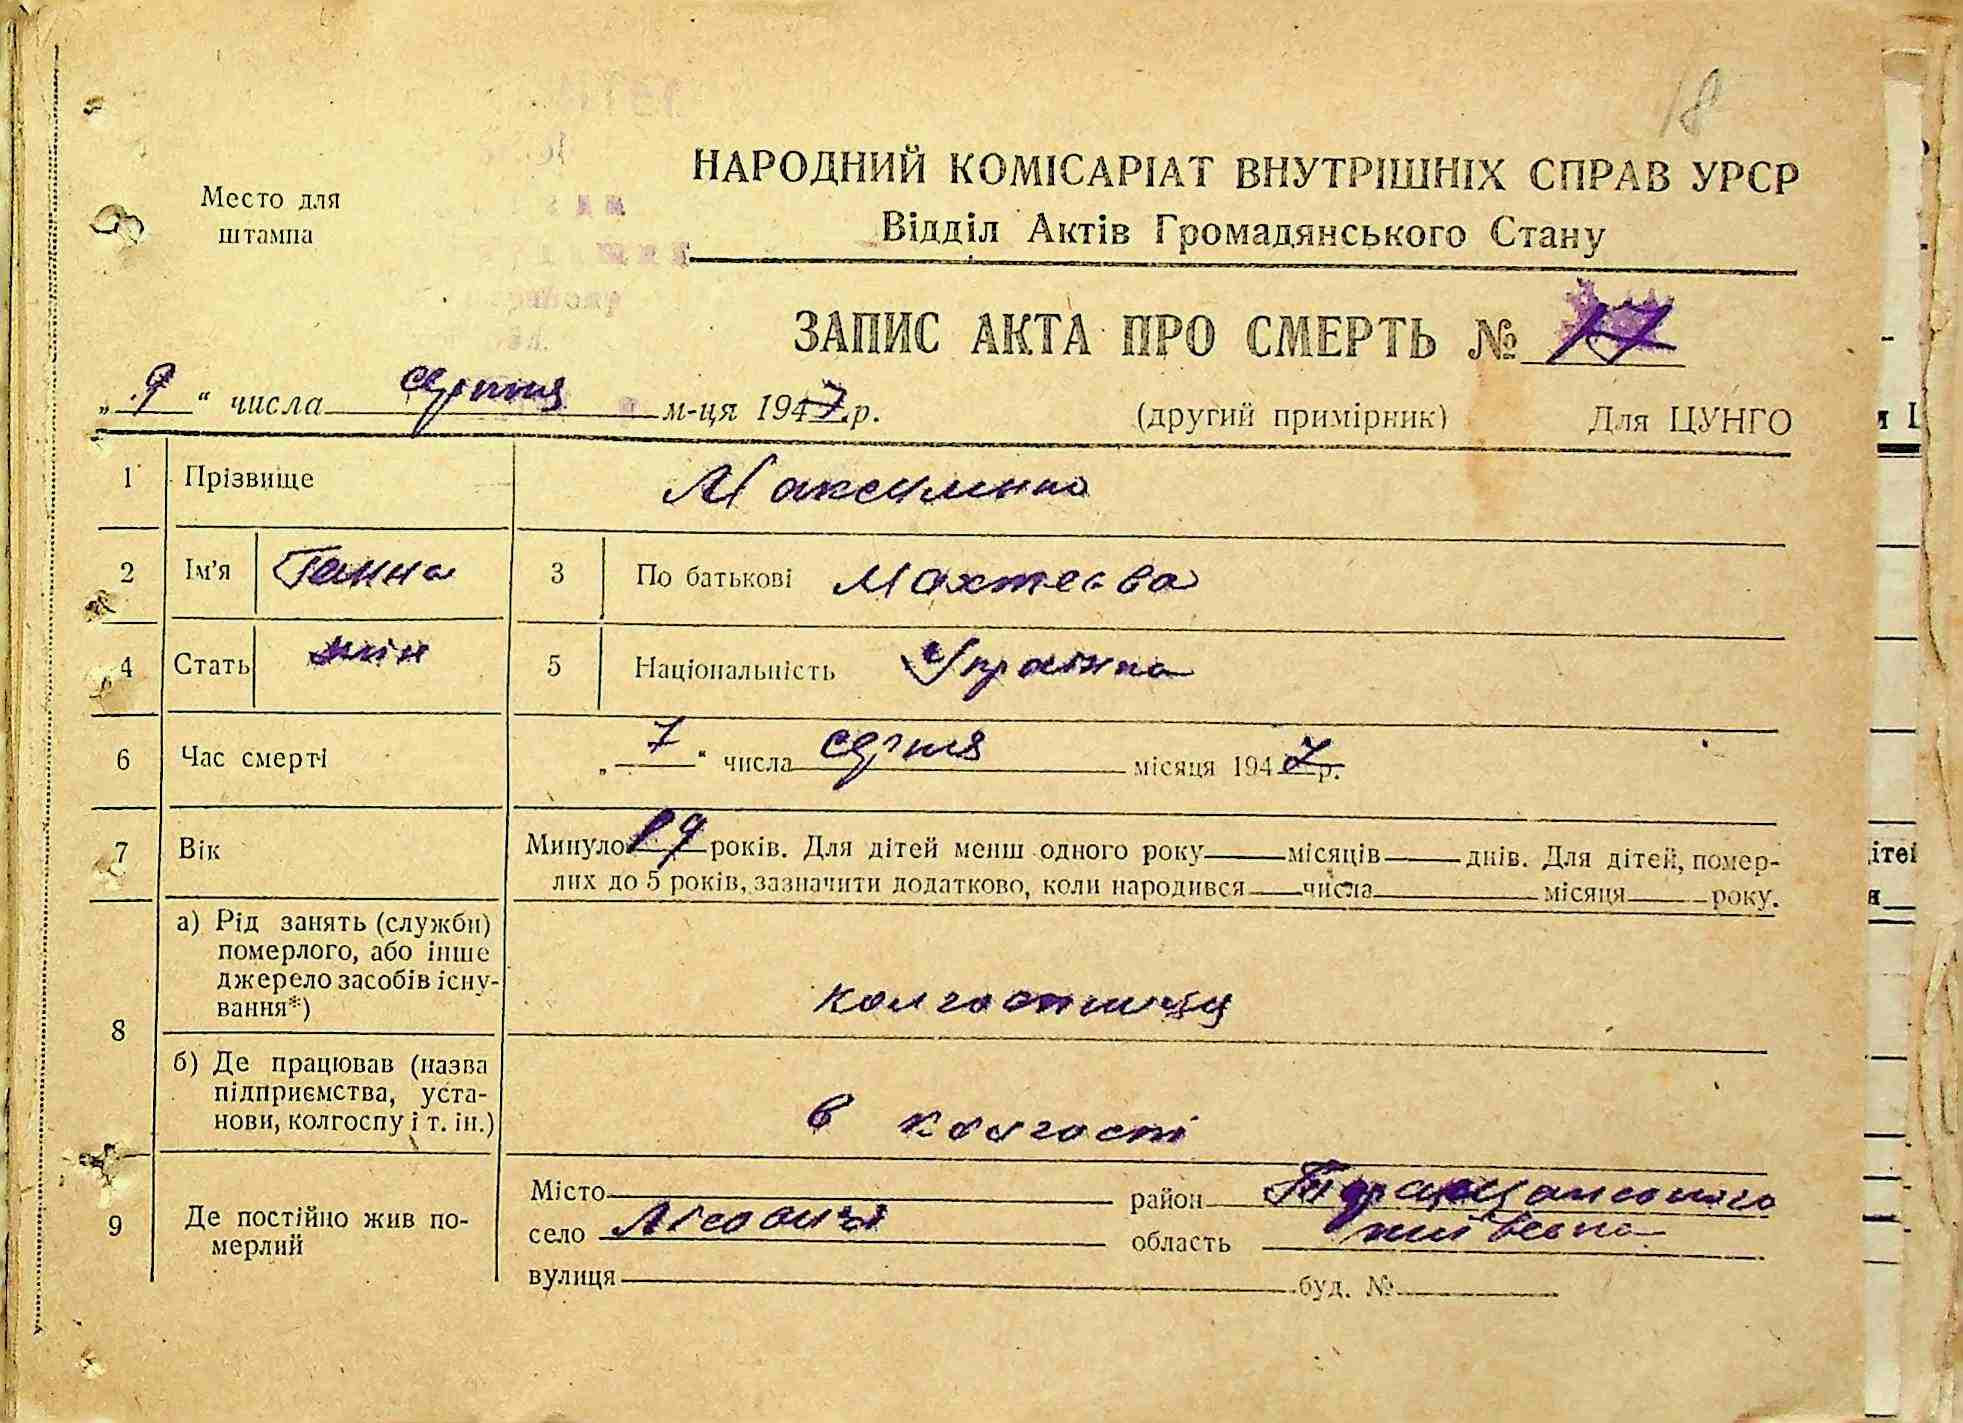 18
Место для
штампа
НАРОДНИЙ КОМІСАРІАТ ВНУТРІШНІХ СПРАВ УРСР
Відділ Актів Громадянського Стану
ЗАПИС АКТА ПРО СМЕРТЬ № 17
„ 9 “ числа серпня м-ця 1947 р. (другий примірник) Для ЦУНГО
1 Прізвище
2 Ім’я Ганна 3 По батькові
4 Стать жін 5 Національність Українка
6 Час смерті „ 7 “ числа серпня місяця 1947 р.
7 Вік Минуло років. Для дітей менш одного року місяців днів. Для дітей, помер-
лих до 5 років, зазначити додатково, коли народився числа місяця року.
8 а) Рід занять (служби)
померлого, або інше
джерело засобів існу-
вання*)
колгоспниця
б) Де працював (назва
підприємства, уста-
нови, колгоспу і т. ін.)
в колгоспі
9 Де постійно жив по-
мерлий
Місто район Таращанського
село Лісовичі область Київська
вулиця буд. №